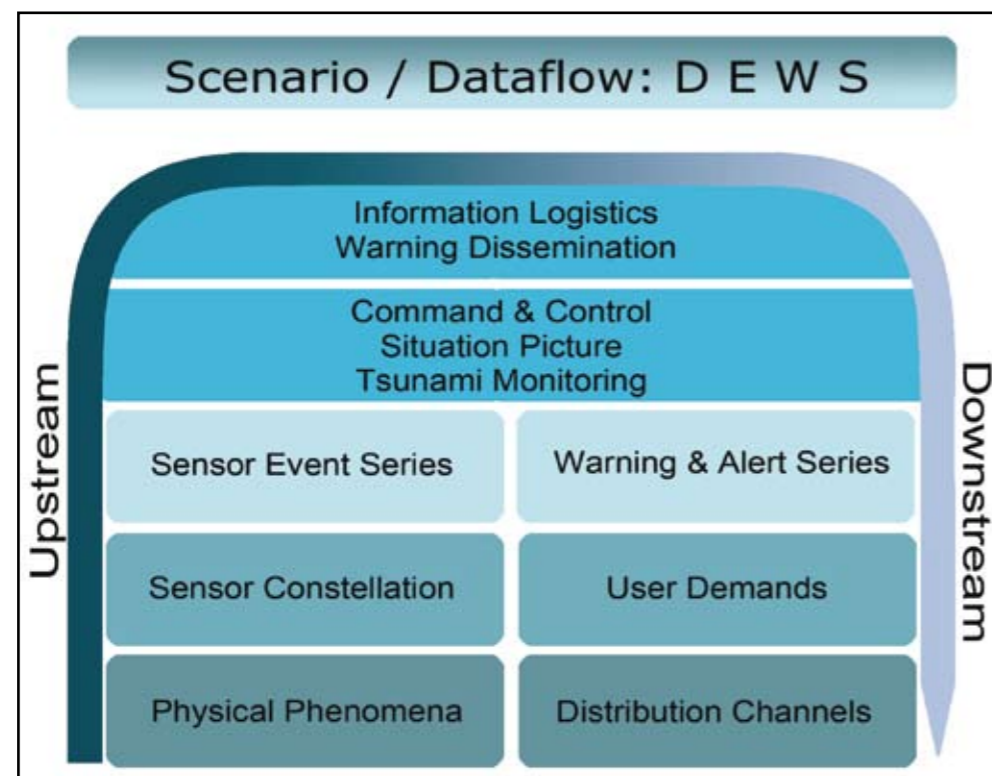 Scenario / Dataflow: D E W S
Information Logistics
Warning Dissemination
Command & Control
Situation Picture
Tsunami Monitoring
Upstream
Downstream
Sensor Event Series
Warning & Alert Series
Sensor Constellation
User Demands
Physical Phenomena
Distribution Channels